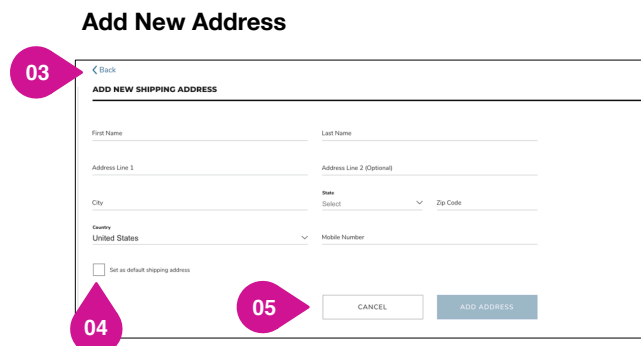 Add New Address
03
Back
ADD NEW SHIPPING ADDRESS
First Name
Last Name
Address Line 1
Address Line 2 (Optional)
City
State
Select
Zip Code
Country
United States
Mobile Number
Set as default shipping address
04
05
CANCEL
ADD ADDRESS